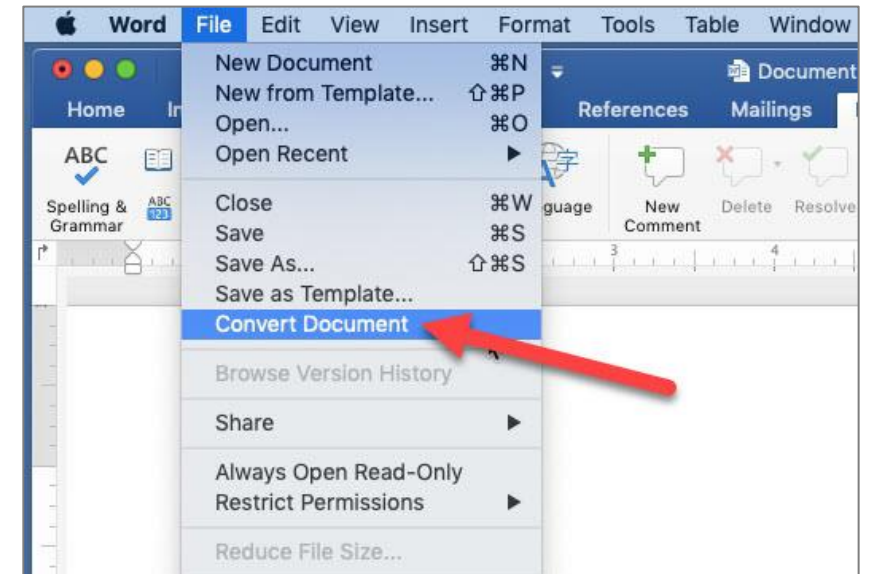 Word File Edit View Insert Format Tools Table Window
Document
Home References Mailings
ABC
Spelling & Grammar
ABC 123
guage
New Comment
Delete
Resolve
3 4
New Document ⌘N
New from Template... ⇧⌘P
Open... ⌘O
Open Recent ▶
Close ⌘W
Save ⌘S
Save As... ⇧⌘S
Save as Template...
Convert Document
Browse Version History
Share ▶
Always Open Read-Only
Restrict Permissions ▶
Reduce File Size...